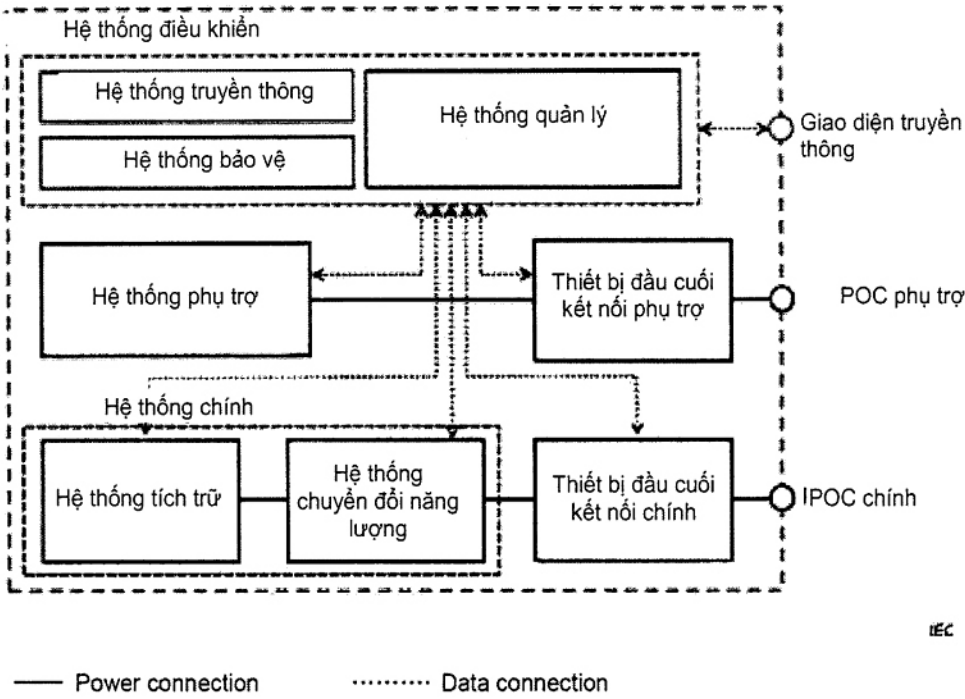 Hệ thống điều khiển
Hệ thống truyền thông
Hệ thống quản lý
Hệ thống bảo vệ
Giao diện truyền
thông
Hệ thống phụ trợ
Thiết bị đầu cuối
kết nối phụ trợ
POC phụ trợ
Hệ thống chính
Hệ thống tích trữ
Hệ thống
chuyển đổi năng
lượng
Thiết bị đầu cuối
kết nối chính
IPOC chính
IEC
Power connection
Data connection